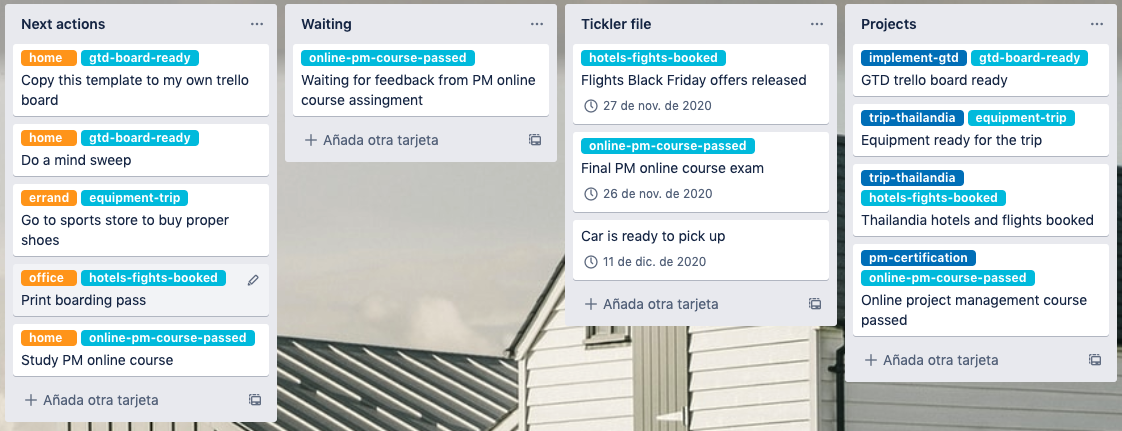 Next actions
home gtd-board-ready
Copy this template to my own trello
board
home gtd-board-ready
Do a mind sweep
errand equipment-trip
Go to sports store to buy proper
shoes
office hotels-fights-booked
Print boarding pass
home online-pm-course-passed
Study PM online course
Añada otra tarjeta
Waiting
online-pm-course-passed
Waiting for feedback from PM online
course assingment
Añada otra tarjeta
Tickler file
hotels-fights-booked
Flights Black Friday offers released
27 de nov. de 2020
online-pm-course-passed
Final PM online course exam
26 de nov. de 2020
Car is ready to pick up
11 de dic. de 2020
Añada otra tarjeta
Projects
implement-gtd gtd-board-ready
GTD trello board ready
trip-thailandia equipment-trip
Equipment ready for the trip
trip-thailandia
hotels-fights-booked
Thailandia hotels and flights booked
pm-certification
online-pm-course-passed
Online project management course
passed
Añada otra tarjeta